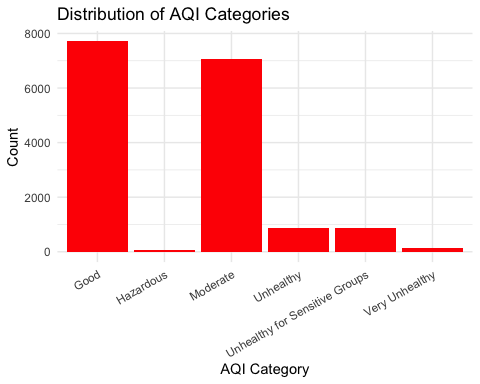 Distribution of AQI Categories
8000
6000
4000
2000
0
Count
Good
Hazardous
Moderate
Unhealthy
Unhealthy for Sensitive Groups
Very Unhealthy
AQI Category